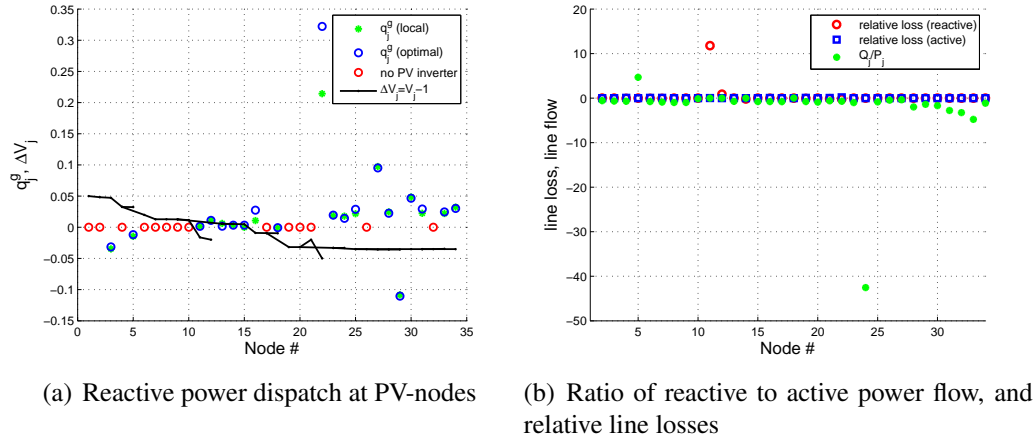 0.35
0.3
0.25
0.2
0.15
0.1
0.05
0
−0.05
−0.1
−0.15
0 5 10 15 20 25 30 35
Node #
q_j^g, ΔV_j
q_j^g (local)
q_j^g (optimal)
no PV inverter
ΔV_j=V_j−1
(a) Reactive power dispatch at PV-nodes
20
10
0
−10
−20
−30
−40
−50
5 10 15 20 25 30
Node #
line loss, line flow
relative loss (reactive)
relative loss (active)
Q_j/P_j
(b) Ratio of reactive to active power flow, and
relative line losses